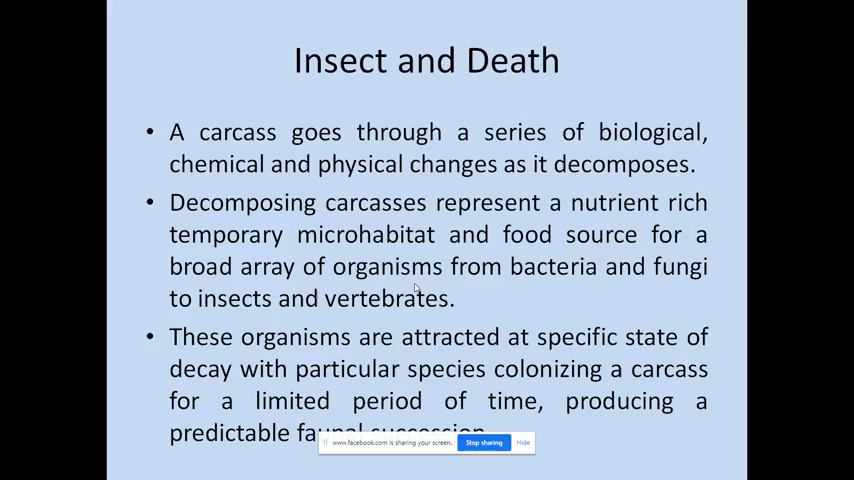 Insect and Death
• A carcass goes through a series of biological,
chemical and physical changes as it decomposes.
• Decomposing carcasses represent a nutrient rich
temporary microhabitat and food source for a
broad array of organisms from bacteria and fungi
to insects and vertebrates.
• These organisms are attracted at specific state of
decay with particular species colonizing a carcass
for a limited period of time, producing a
predictable faunal succession.
www.facebook.com is sharing your screen. Stop sharing Hide